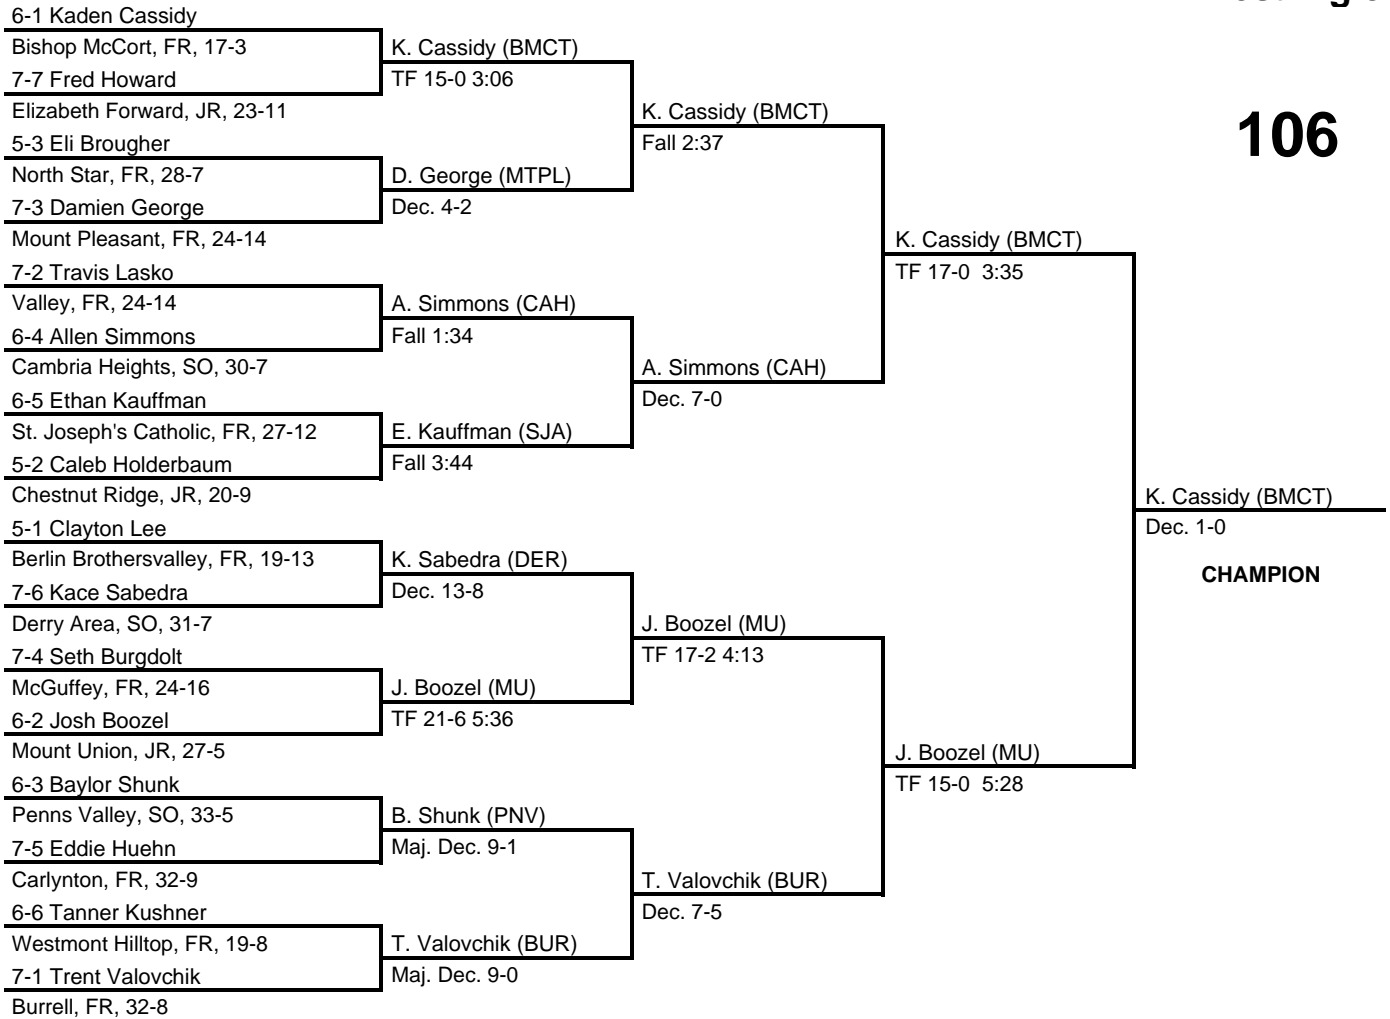 6-1 Kaden Cassidy
Bishop McCort, FR, 17-3
7-7 Fred Howard
Elizabeth Forward, JR, 23-11
5-3 Eli Brougher
North Star, FR, 28-7
7-3 Damien George
Mount Pleasant, FR, 24-14
7-2 Travis Lasko
Valley, FR, 24-14
6-4 Allen Simmons
Cambria Heights, SO, 30-7
6-5 Ethan Kauffman
St. Joseph's Catholic, FR, 27-12
5-2 Caleb Holderbaum
Chestnut Ridge, JR, 20-9
5-1 Clayton Lee
Berlin Brothersvalley, FR, 19-13
7-6 Kace Sabedra
Derry Area, SO, 31-7
7-4 Seth Burgdolt
McGuffey, FR, 24-16
6-2 Josh Boozel
Mount Union, JR, 27-5
6-3 Baylor Shunk
Penns Valley, SO, 33-5
7-5 Eddie Huehn
Carlynton, FR, 32-9
6-6 Tanner Kushner
Westmont Hilltop, FR, 19-8
7-1 Trent Valovchik
Burrell, FR, 32-8
K. Cassidy (BMCT)
TF 15-0 3:06
D. George (MTPL)
Dec. 4-2
A. Simmons (CAH)
Fall 1:34
E. Kauffman (SJA)
Fall 3:44
K. Sabedra (DER)
Dec. 13-8
J. Boozel (MU)
TF 21-6 5:36
B. Shunk (PNV)
Maj. Dec. 9-1
T. Valovchik (BUR)
Maj. Dec. 9-0
K. Cassidy (BMCT)
Fall 2:37
A. Simmons (CAH)
Dec. 7-0
J. Boozel (MU)
TF 17-2 4:13
T. Valovchik (BUR)
Dec. 7-5
K. Cassidy (BMCT)
TF 17-0 3:35
J. Boozel (MU)
TF 15-0 5:28
106
K. Cassidy (BMCT)
Dec. 1-0
CHAMPION